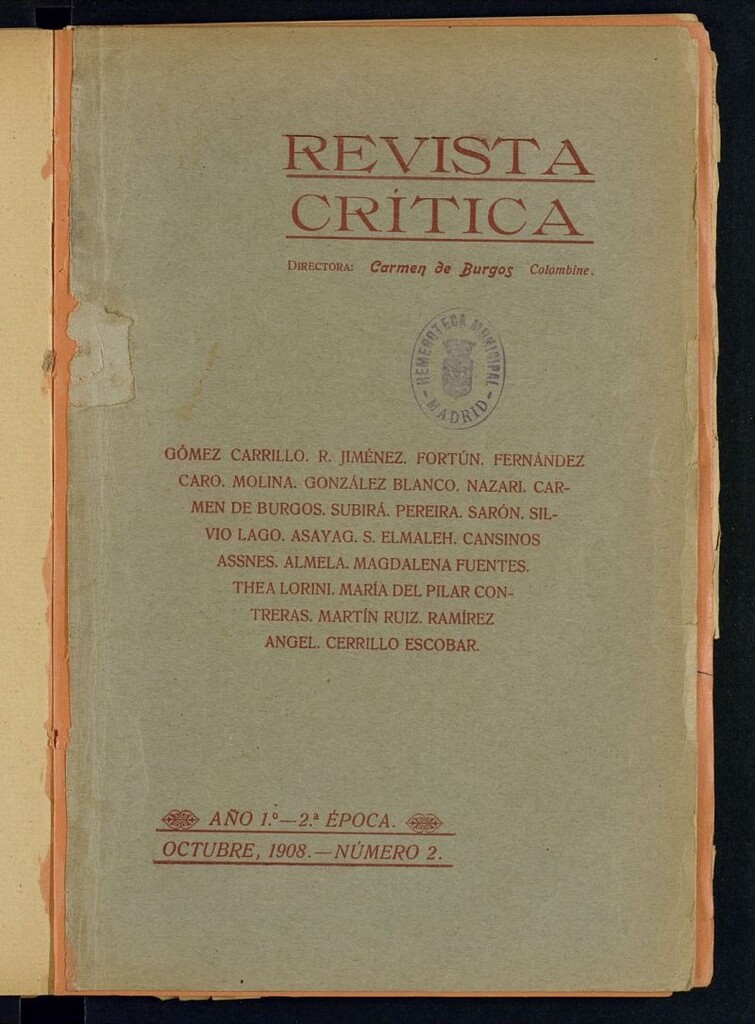 REVISTA
CRÍTICA
DIRECTORA: Carmen de Burgos Colombine.
HEMEROTECA MUNICIPAL
- MADRID -
GÓMEZ CARRILLO. R. JIMÉNEZ. FORTÚN. FERNÁNDEZ
CARO. MOLINA. GONZÁLEZ BLANCO. NAZARI. CAR-
MEN DE BURGOS. SUBIRÁ. PEREIRA. SARÓN. SIL-
VIO LAGO. ASAYAG. S. ELMALEH. CANSINOS
ASSNES. ALMELA. MAGDALENA FUENTES.
THEA LORINI. MARÍA DEL PILAR CON-
TRERAS. MARTÍN RUIZ. RAMÍREZ
ANGEL. CERRILLO ESCOBAR.
AÑO 1.º—2.ª ÉPOCA.
OCTUBRE, 1908.—NÚMERO 2.